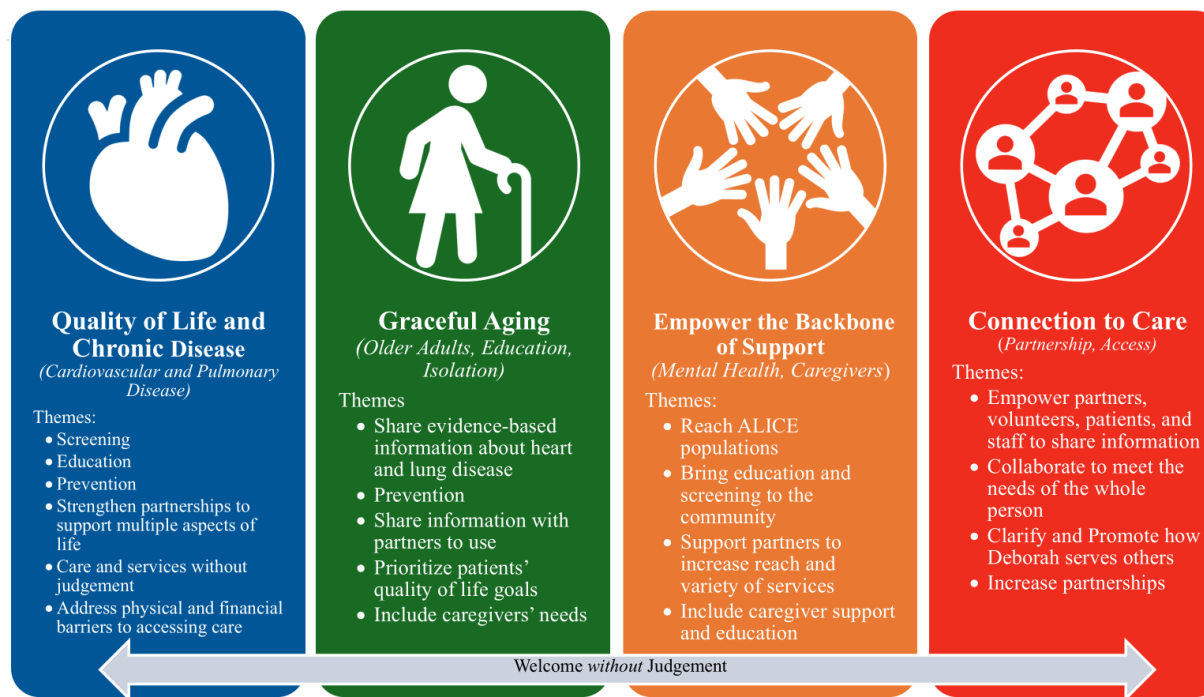 Quality of Life and
Chronic Disease
(Cardiovascular and Pulmonary
Disease)
Themes:
• Screening
• Education
• Prevention
• Strengthen partnerships to
support multiple aspects of
life
• Care and services without
judgement
• Address physical and financial
barriers to accessing care
Graceful Aging
(Older Adults, Education,
Isolation)
Themes
• Share evidence-based
information about heart
and lung disease
• Prevention
• Share information with
partners to use
• Prioritize patients’
quality of life goals
• Include caregivers’ needs
Empower the Backbone
of Support
(Mental Health, Caregivers)
Themes:
• Reach ALICE
populations
• Bring education and
screening to the
community
• Support partners to
increase reach and
variety of services
• Include caregiver support
and education
Connection to Care
(Partnership, Access)
Themes:
• Empower partners,
volunteers, patients, and
staff to share information
• Collaborate to meet the
needs of the whole
person
• Clarify and Promote how
Deborah serves others
• Increase partnerships
Welcome without Judgement